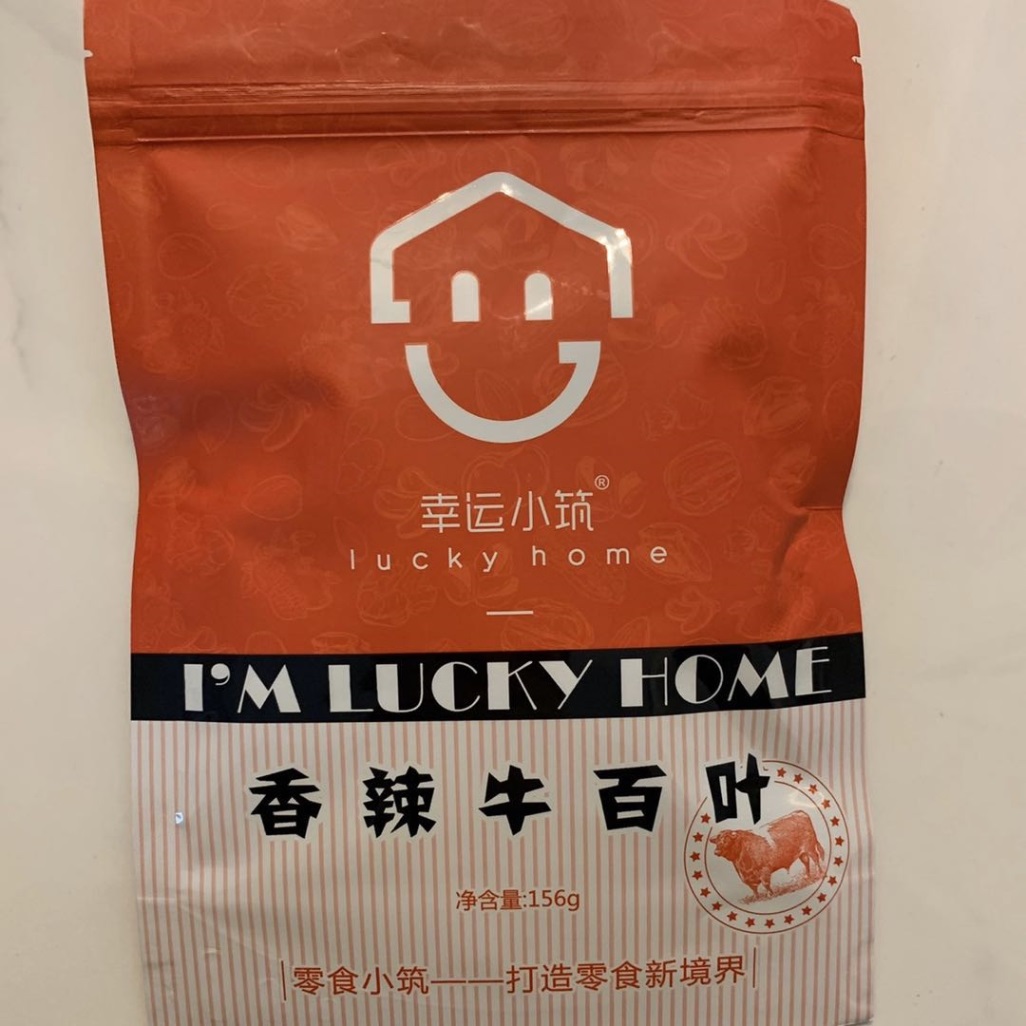 幸运小筑®
lucky home
I'M LUCKY HOME
香辣牛百叶
净含量:156g
零食小筑——打造零食新境界